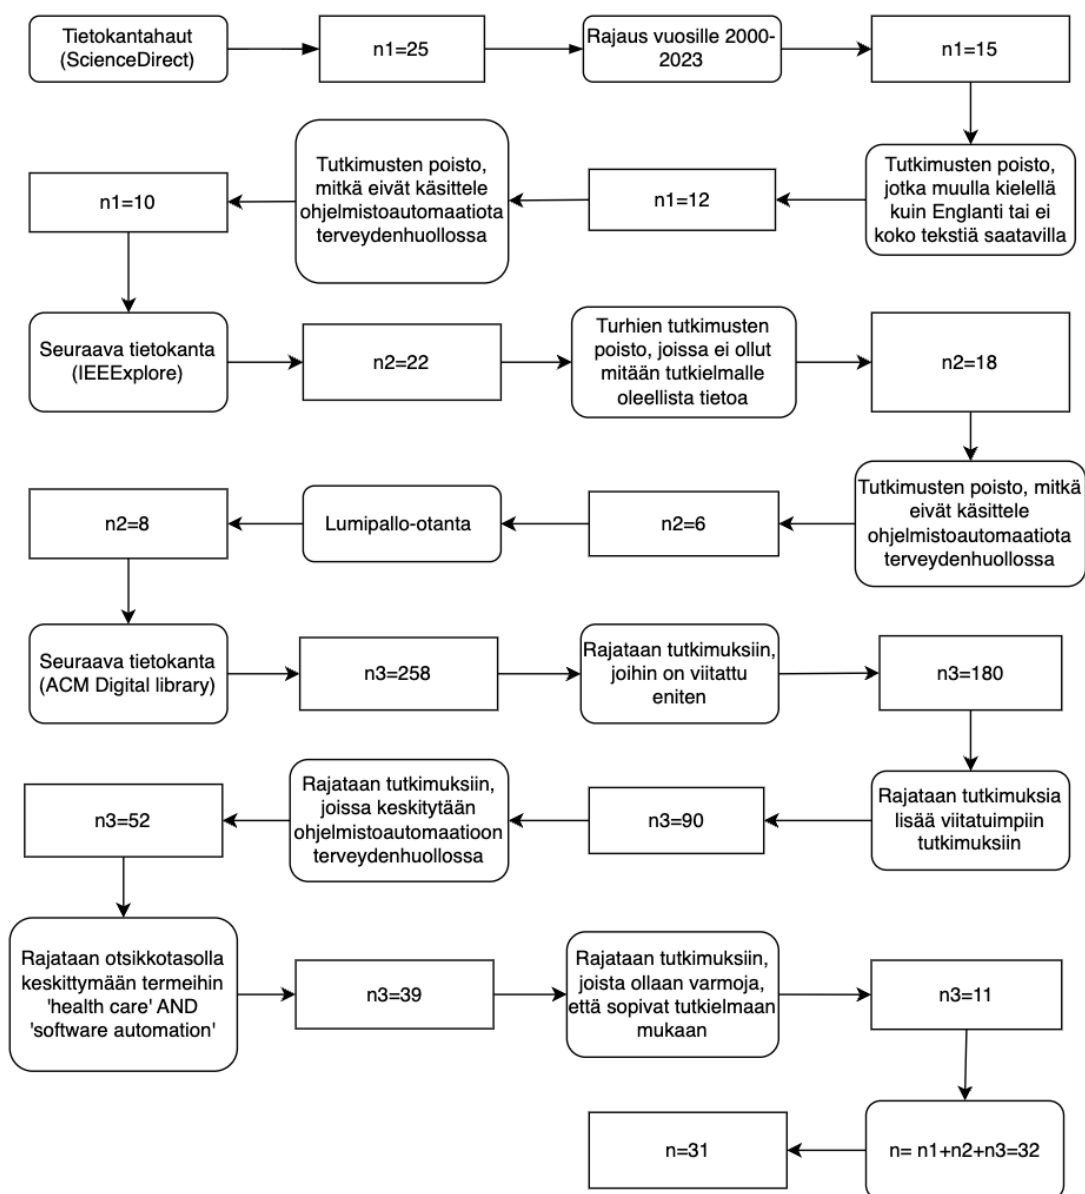 Tietokantahaut
(ScienceDirect)
n1=25
Rajaus vuosille 2000-
2023
n1=15
Tutkimusten poisto,
jotka muulla kielellä
kuin Englanti tai ei
koko tekstiä saatavilla
n1=12
Tutkimusten poisto,
mitkä eivät käsittele
ohjelmistoautomaatiota
terveydenhuollossa
n1=10
Seuraava tietokanta
(IEEExplore)
n2=22
Turhien tutkimusten
poisto, joissa ei ollut
mitään tutkielmalle
oleellista tietoa
n2=18
Tutkimusten poisto, mitkä
eivät käsittele
ohjelmistoautomaatiota
terveydenhuollossa
n2=6
Lumipallo-otanta
n2=8
Seuraava tietokanta
(ACM Digital library)
n3=258
Rajataan tutkimuksiin,
joihin on viitattu
eniten
n3=180
Rajataan tutkimuksia
lisää viitatuimpiin
tutkimuksiin
n3=90
Rajataan tutkimuksiin,
joissa keskitytään
ohjelmistoautomaatioon
terveydenhuollossa
n3=52
Rajataan otsikkotasolla
keskittymään termeihin
'health care' AND
'software automation'
n3=39
Rajataan tutkimuksiin,
joista ollaan varmoja,
että sopivat tutkielmaan
mukaan
n3=11
n= n1+n2+n3=32
n=31